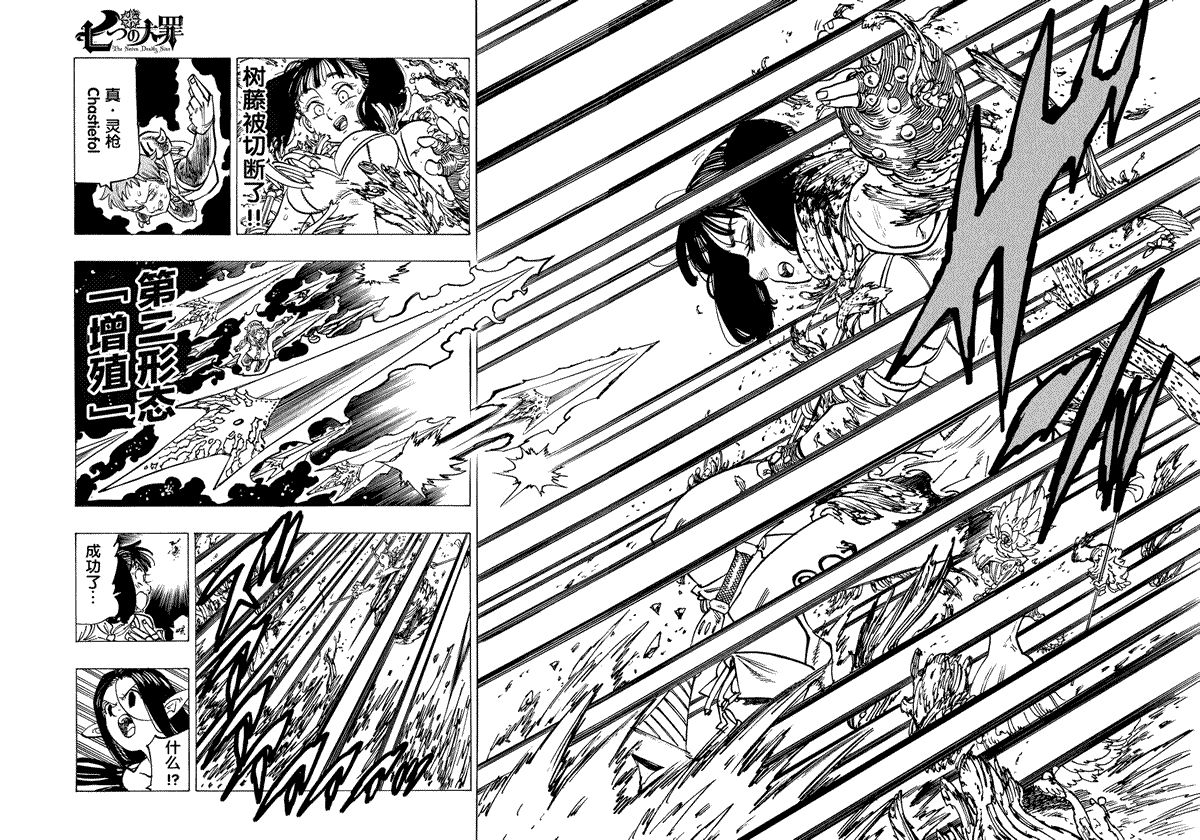 七つの大罪
The Seven Deadly Sins
树藤被切断了!!
真·灵枪
Chastiefol
第二形态
「增殖」
成功了…
什么!?